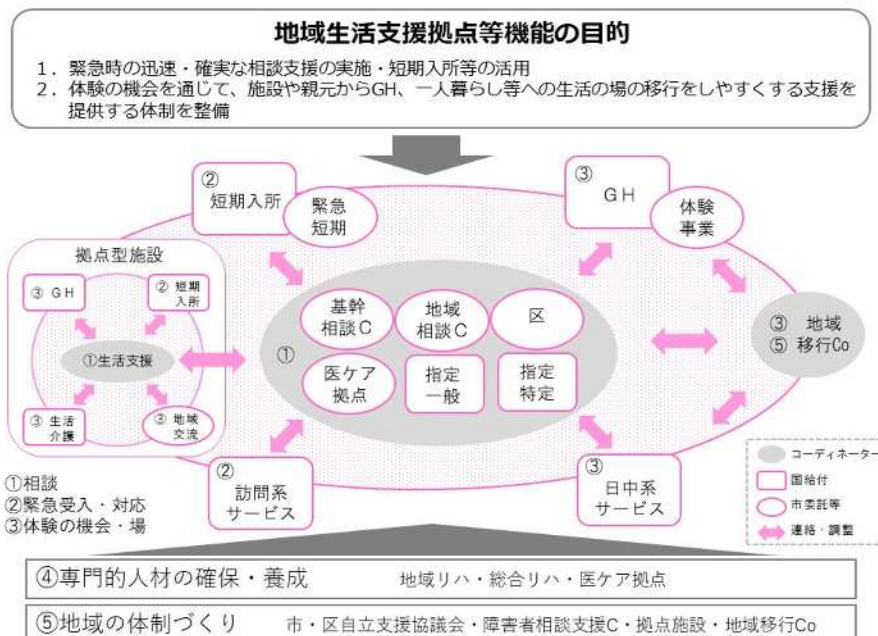 地域生活支援拠点等機能の目的
1．緊急時の迅速・確実な相談支援の実施・短期入所等の活用
2．体験の機会を通じて、施設や親元からGH、一人暮らし等への生活の場の移行をしやすくする支援を
提供する体制を整備
②
短期入所
緊急
短期
③
GH
体験
事業
拠点型施設
③ GH
② 短期
入所
①生活支援
③ 生活
介護
③ 地域
交流
①
基幹
相談C
地域
相談C
区
医ケア
拠点
指定
一般
指定
特定
③ 地域
⑤ 移行Co
②
訪問系
サービス
③
日中系
サービス
①相談
②緊急受入・対応
③体験の機会・場
コーディネーター
国給付
市委託等
連絡・調整
④専門的人材の確保・養成 地域リハ・総合リハ・医ケア拠点
⑤地域の体制づくり 市・区自立支援協議会・障害者相談支援C・拠点施設・地域移行Co